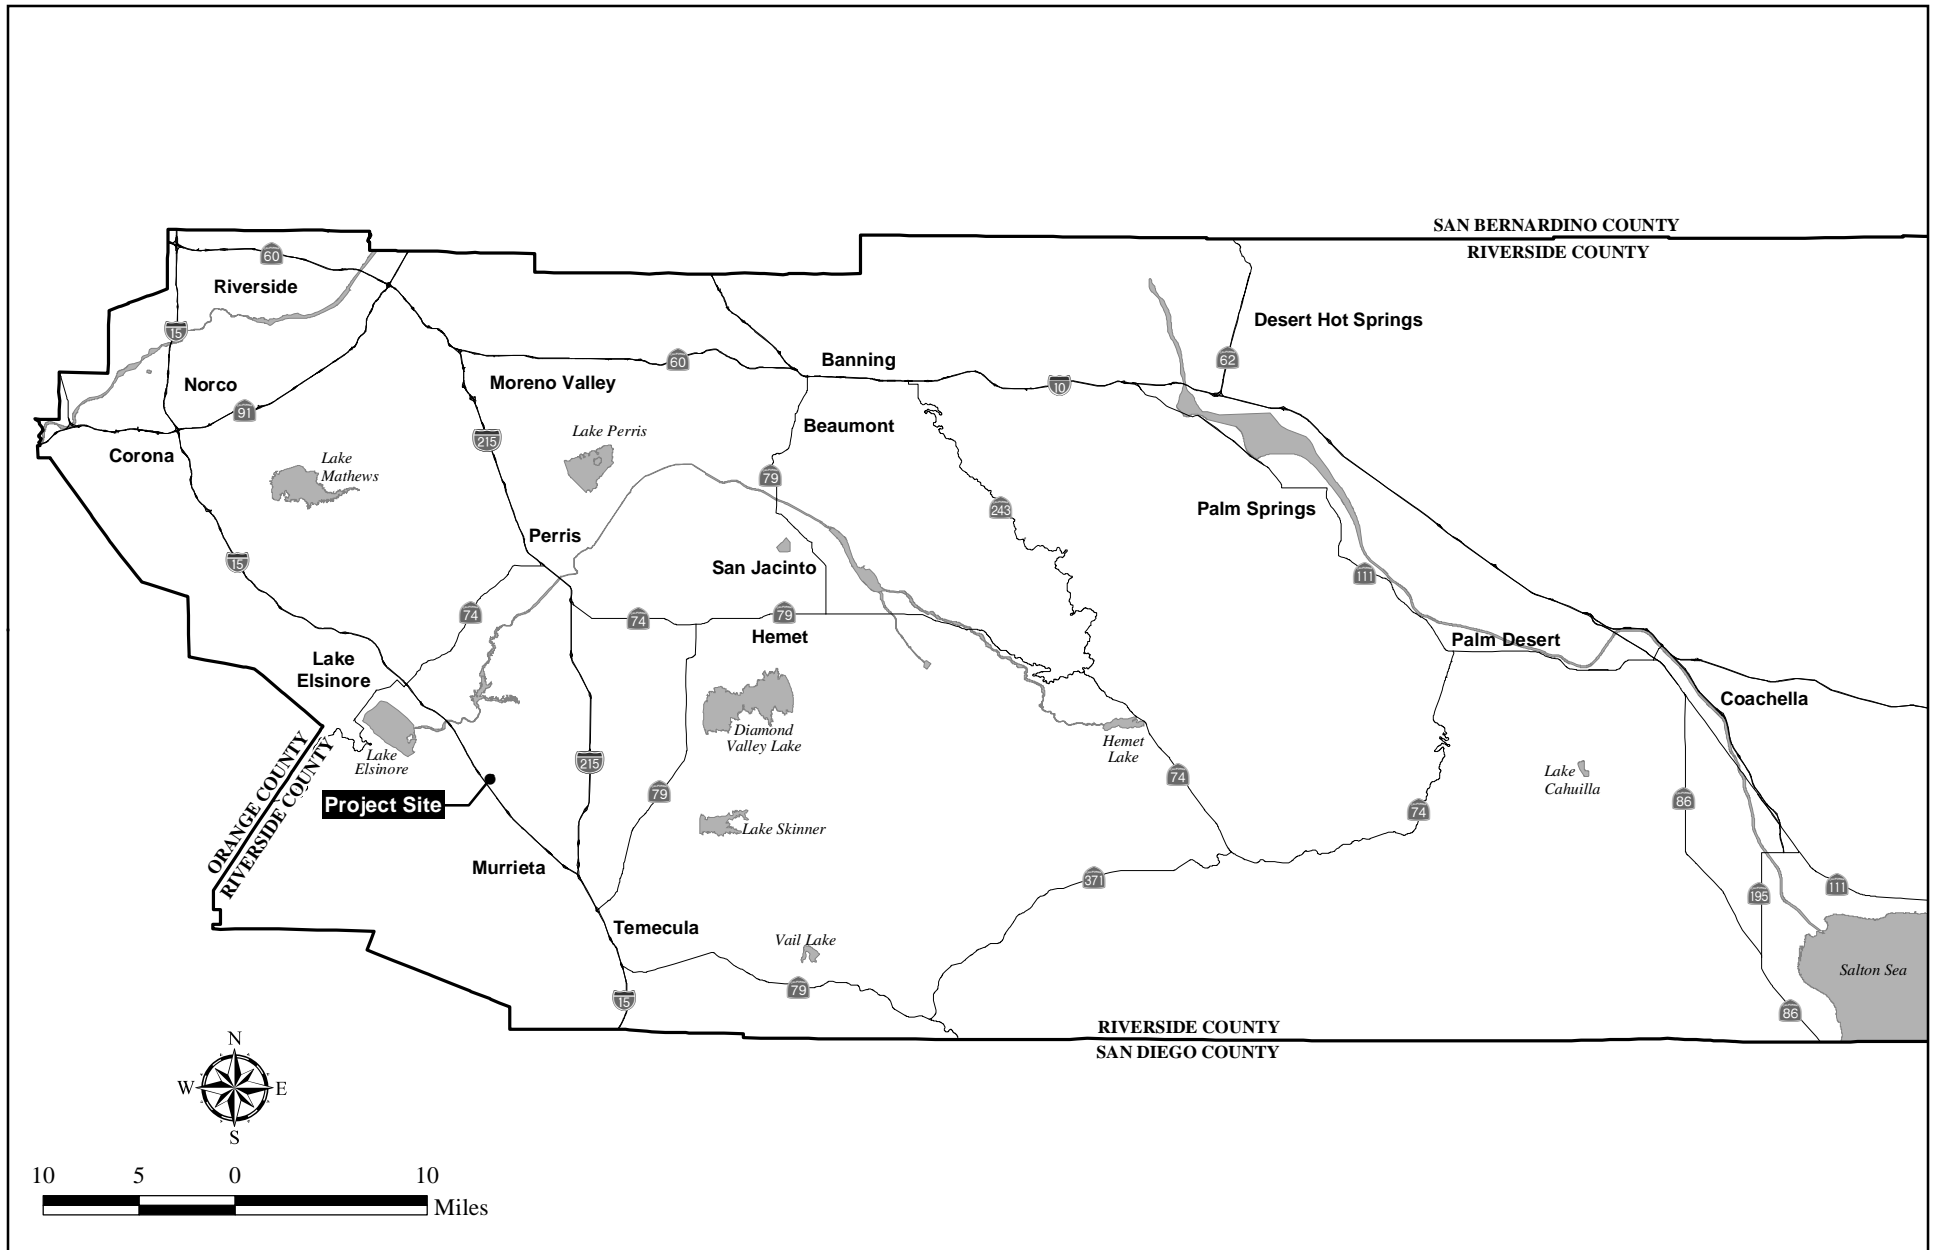 SAN BERNARDINO COUNTY
RIVERSIDE COUNTY
60
Riverside
15
Desert Hot Springs
62
Banning
60
10
Moreno Valley
Norco
91
Beaumont
Lake Perris
215
Corona
Lake
Mathews
79
243
Palm Springs
Perris
15
San Jacinto
111
74
74
79
Hemet
Palm Desert
Lake
Elsinore
Coachella
Diamond
Valley Lake
Hemet
Lake
Lake
Elsinore
215
74
Lake
Cahuilla
ORANGE COUNTY
RIVERSIDE COUNTY
Project Site
79
86
74
Lake Skinner
Murrieta
371
111
195
Temecula
Vail Lake
Salton Sea
79
15
86
RIVERSIDE COUNTY
SAN DIEGO COUNTY
N
W
E
S
10 5 0 10
Miles